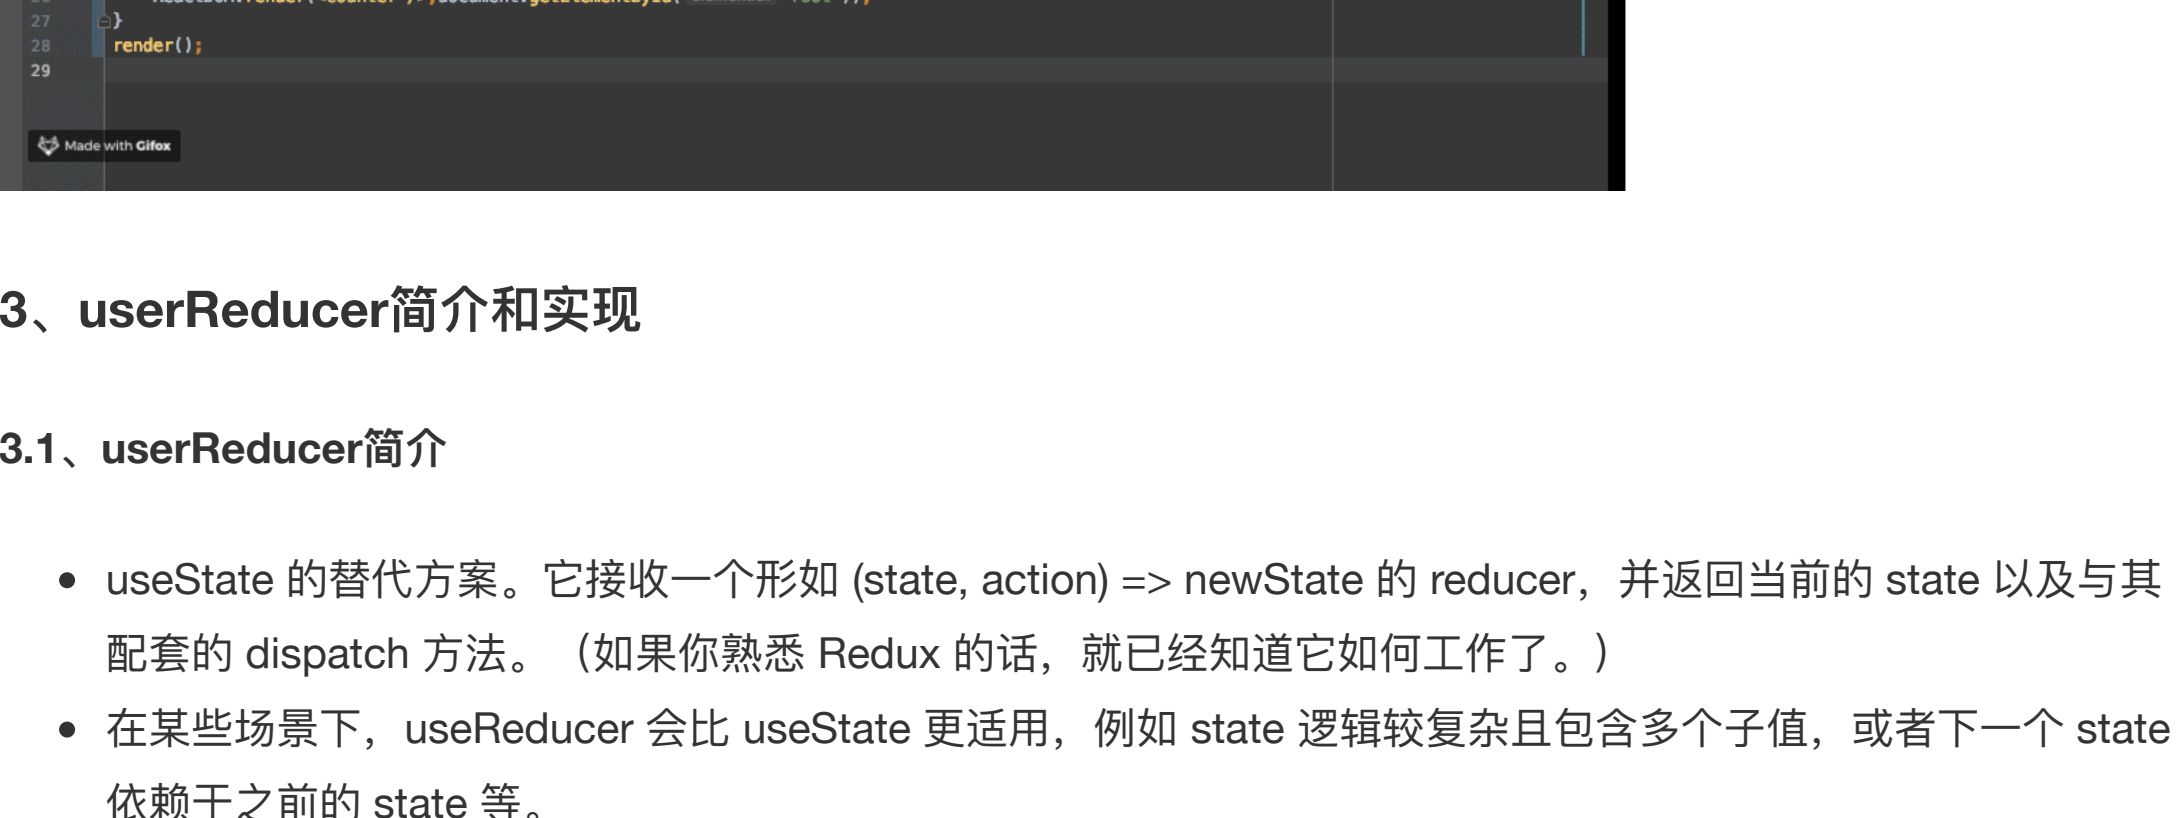 27 }
28 render();
29
Made with Gifox
3、userReducer简介和实现
3.1、userReducer简介
useState 的替代方案。它接收一个形如 (state, action) => newState 的 reducer，并返回当前的 state 以及与其
配套的 dispatch 方法。（如果你熟悉 Redux 的话，就已经知道它如何工作了。）
在某些场景下，useReducer 会比 useState 更适用，例如 state 逻辑较复杂且包含多个子值，或者下一个 state
依赖于之前的 state 等。